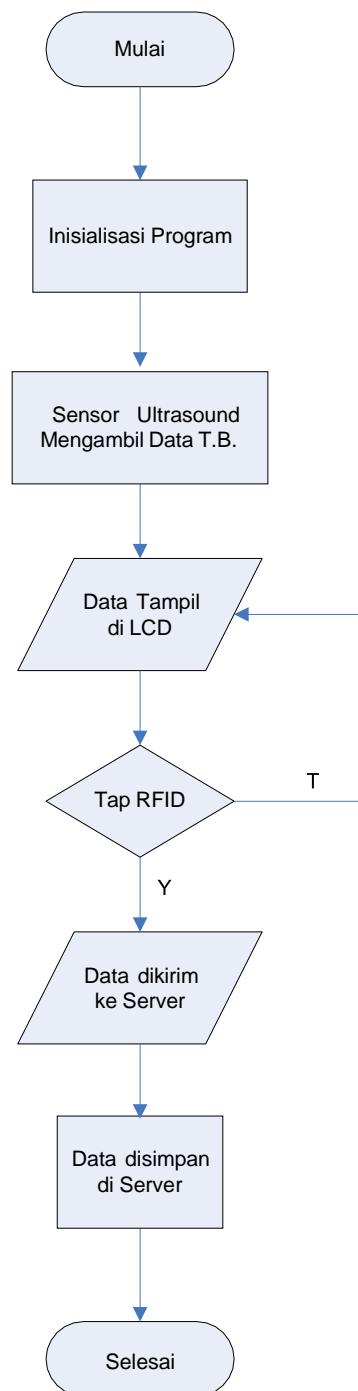 Mulai
Inisialisasi Program
Sensor Ultrasound
Mengambil Data T.B.
Data Tampil
di LCD
Tap RFID
T
Y
Data dikirim
ke Server
Data disimpan
di Server
Selesai